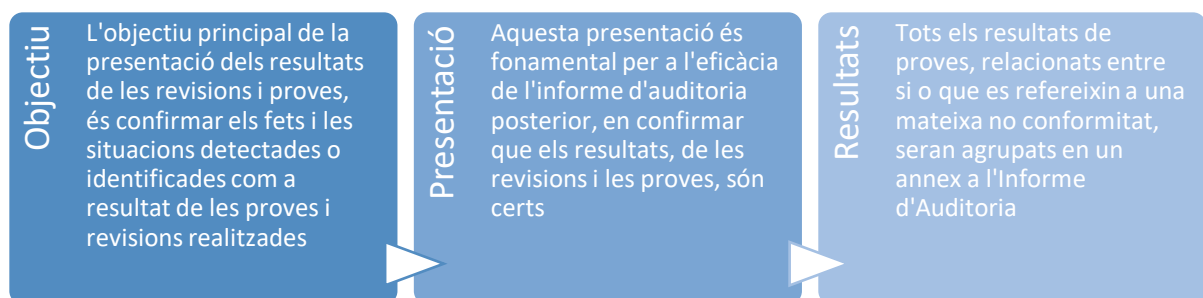 Objectiu
L'objectiu principal de la
presentació dels resultats
de les revisions i proves,
és confirmar els fets i les
situacions detectades o
identificades com a
resultat de les proves i
revisions realitzades
Presentació
Aquesta presentació és
fonamental per a l'eficàcia
de l'informe d'auditoria
posterior, en confirmar
que els resultats, de les
revisions i les proves, són
certs
Resultats
Tots els resultats de
proves, relacionats entre
si o que es refereixin a una
mateixa no conformitat,
seran agrupats en un
annex a l'Informe
d'Auditoria